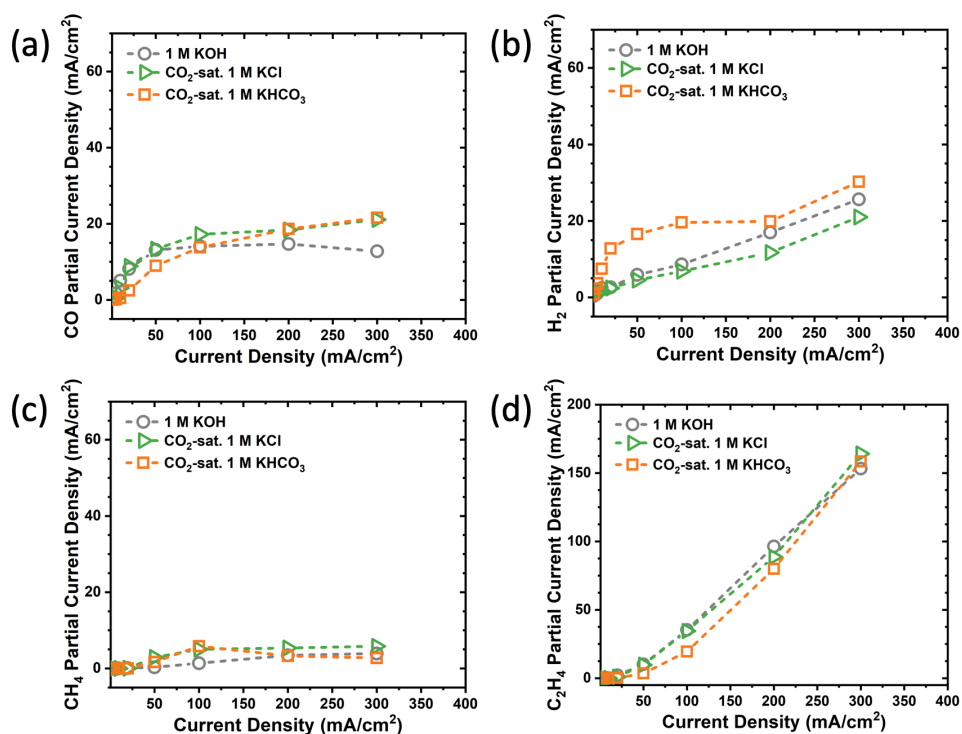 (a)
1 M KOH
CO₂-sat. 1 M KCl
CO₂-sat. 1 M KHCO₃
CO Partial Current Density (mA/cm²)
60
40
20
0
50 100 150 200 250 300 350 400
Current Density (mA/cm²)
(b)
1 M KOH
CO₂-sat. 1 M KCl
CO₂-sat. 1 M KHCO₃
H₂ Partial Current Density (mA/cm²)
60
40
20
0
50 100 150 200 250 300 350 400
Current Density (mA/cm²)
(c)
1 M KOH
CO₂-sat. 1 M KCl
CO₂-sat. 1 M KHCO₃
CH₄ Partial Current Density (mA/cm²)
60
40
20
0
50 100 150 200 250 300 350 400
Current Density (mA/cm²)
(d)
1 M KOH
CO₂-sat. 1 M KCl
CO₂-sat. 1 M KHCO₃
C₂H₄ Partial Current Density (mA/cm²)
200
150
100
50
0
50 100 150 200 250 300 350 400
Current Density (mA/cm²)